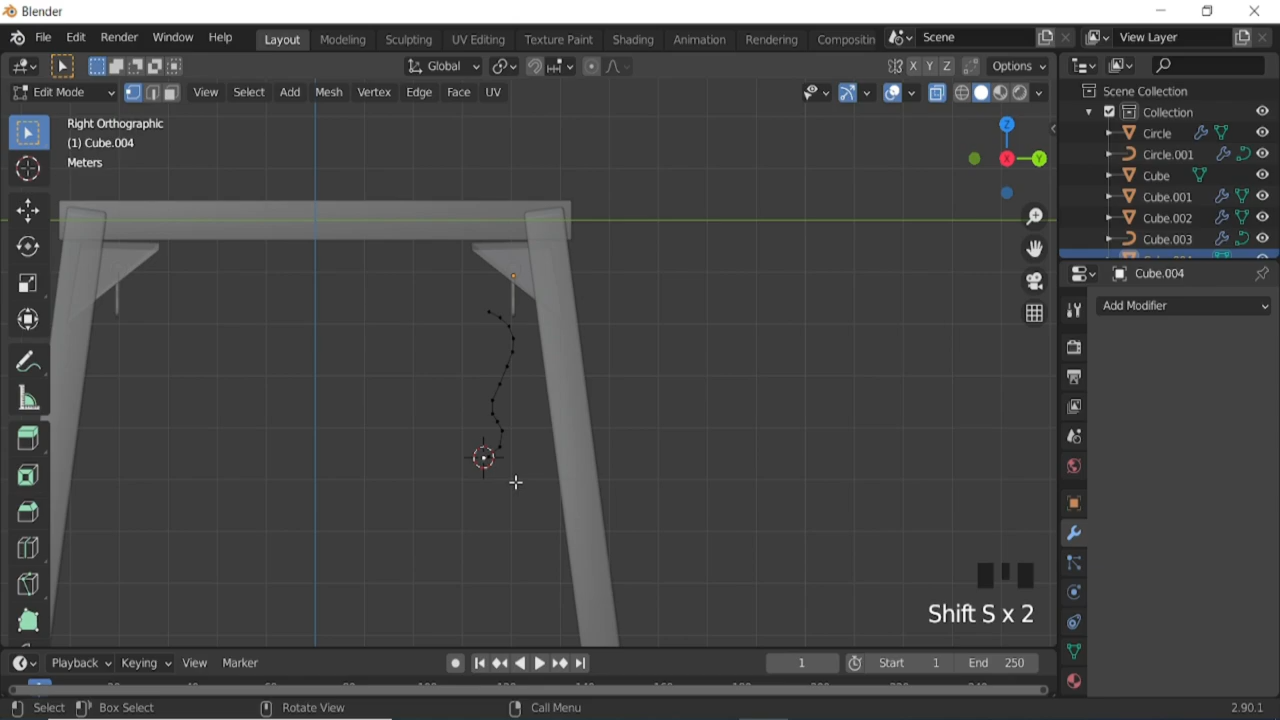 Blender
File Edit Render Window Help Layout Modeling Sculpting UV Editing Texture Paint Shading Animation Rendering Compositin Scene View Layer
Global X Y Z Options
Edit Mode View Select Add Mesh Vertex Edge Face UV
Scene Collection
Collection
Circle
Circle.001
Cube
Cube.001
Cube.002
Cube.003
Right Orthographic
(1) Cube.004
Meters
Z
X
Y
Cube.004
Add Modifier
Shift S x 2
Playback Keying View Marker 1 Start 1 End 250
Select Box Select Rotate View Call Menu 2.90.1